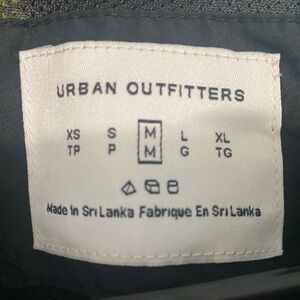 URBAN OUTFITTERS
XS S M L XL
TP P M G TG
Made In Sri Lanka Fabrique En Sri Lanka